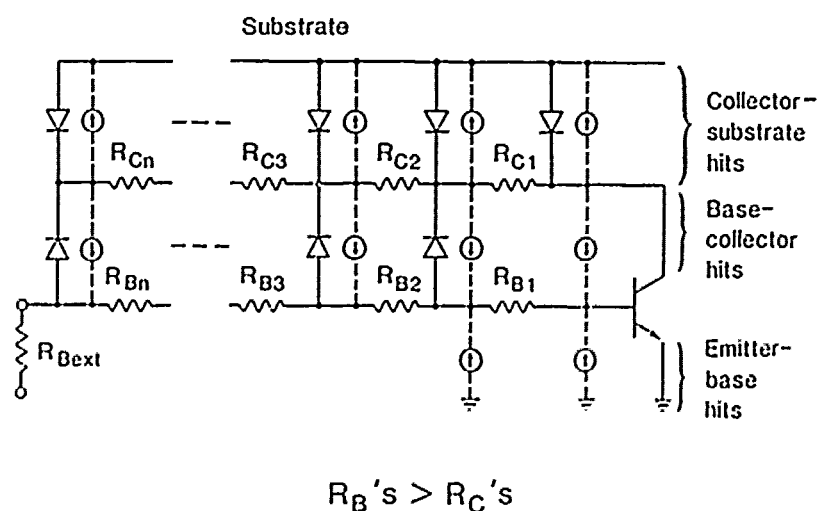 Substrate
Collector-
substrate
hits
R_Cn
R_C3
R_C2
R_C1
Base-
collector
hits
R_Bn
R_B3
R_B2
R_B1
R_Bext
Emitter-
base
hits
R_B's > R_C's